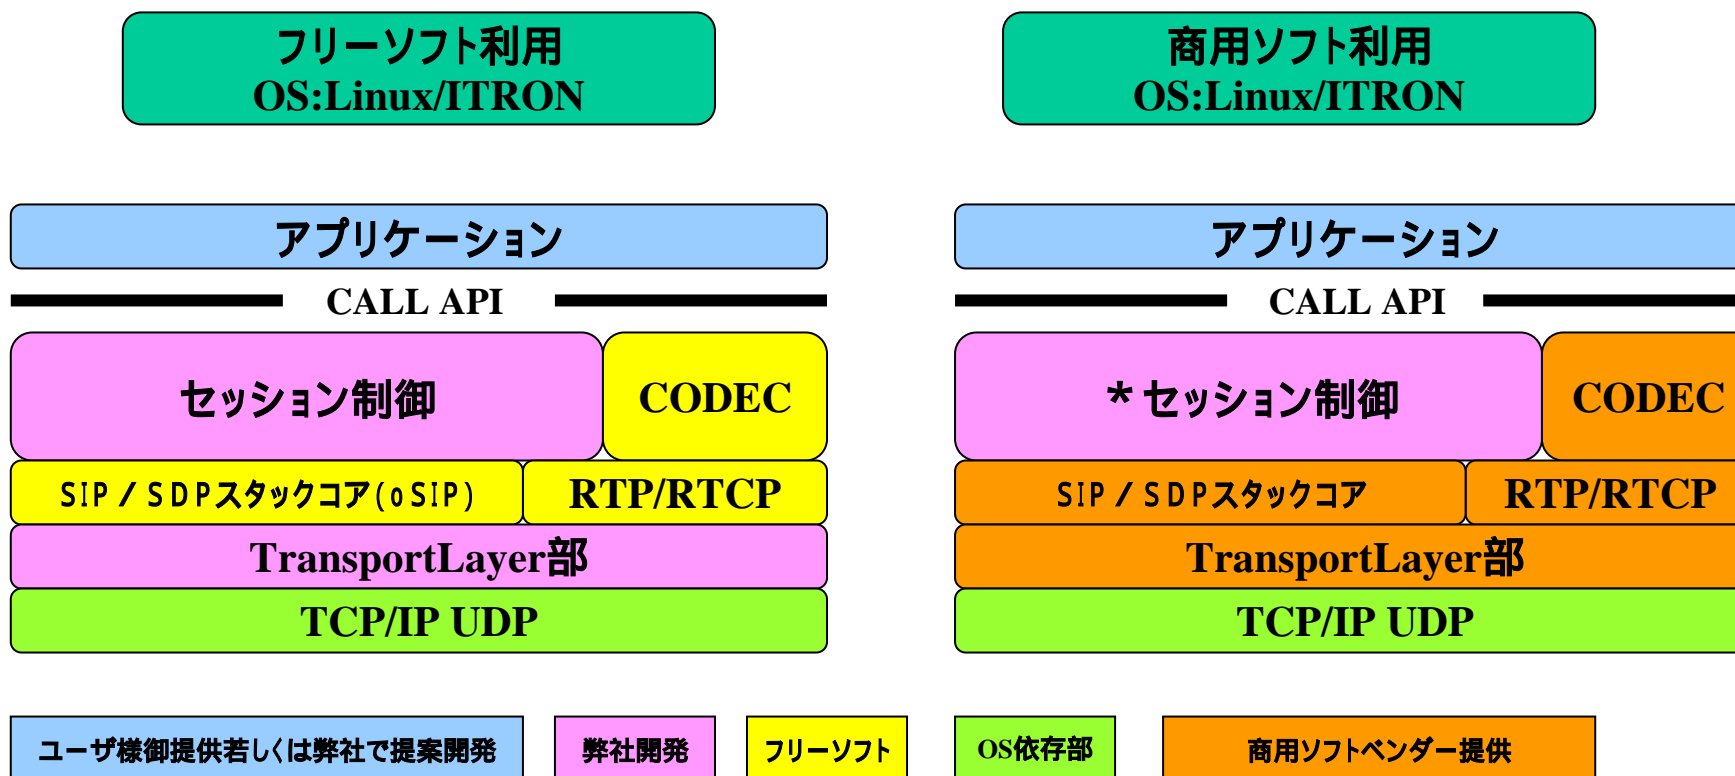 フリーソフト利用
OS:Linux/ITRON
商用ソフト利用
OS:Linux/ITRON
アプリケーション
アプリケーション
CALL API
CALL API
セッション制御
CODEC
*セッション制御
CODEC
SIP/SDPスタックコア(oSIP)
RTP/RTCP
SIP/SDPスタックコア
RTP/RTCP
TransportLayer部
TransportLayer部
TCP/IP UDP
TCP/IP UDP
ユーザ様御提供若しくは弊社で提案開発
弊社開発
フリーソフト
OS依存部
商用ソフトベンダー提供